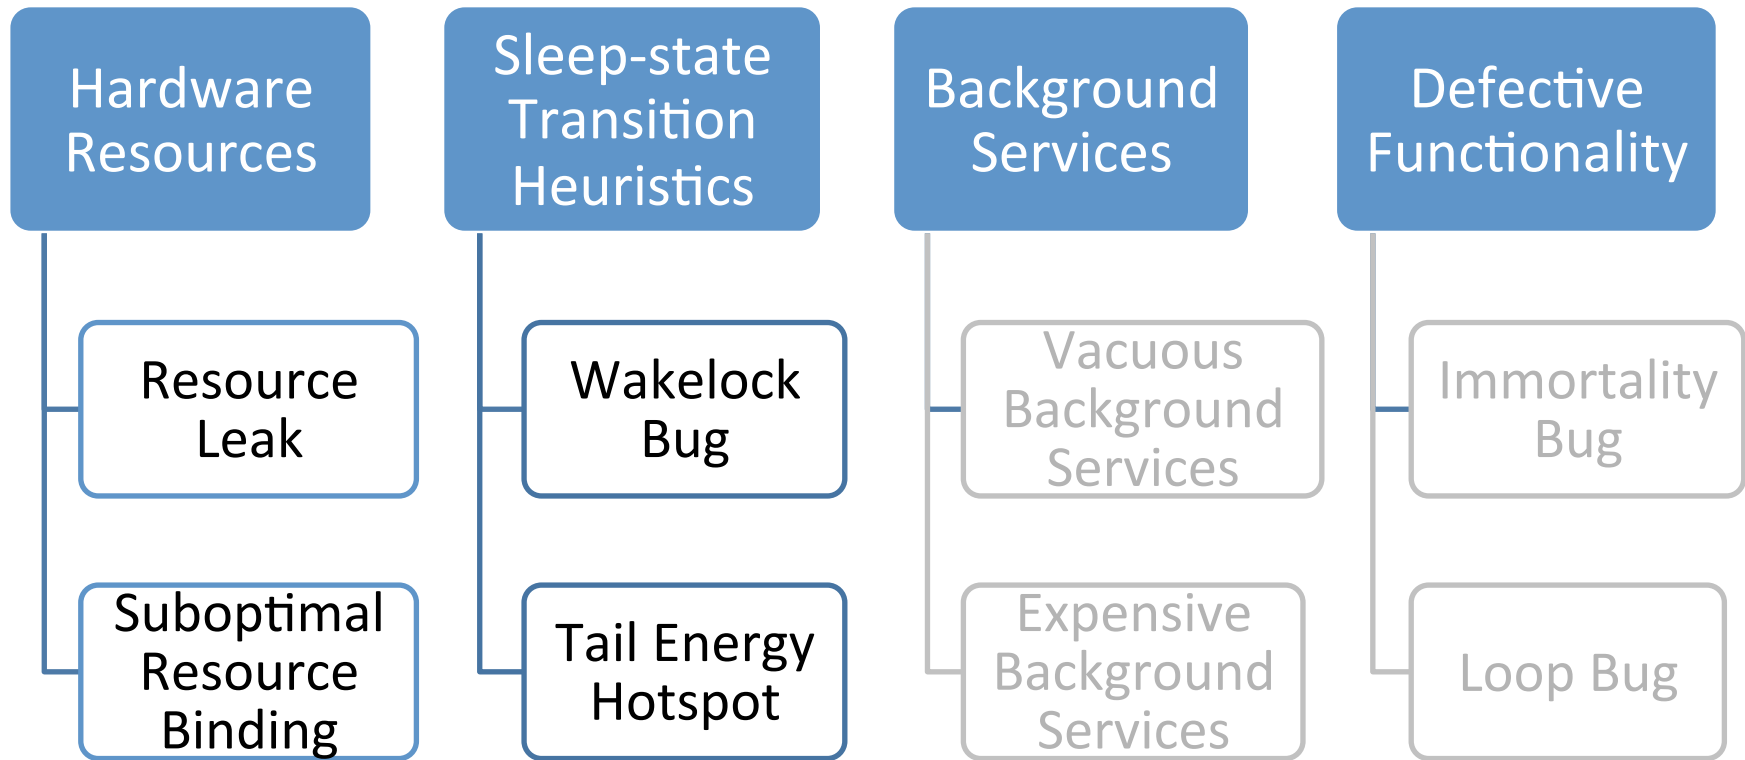 Hardware
Resources
Resource
Leak
Suboptimal
Resource
Binding
Sleep-state
Transition
Heuristics
Wakelock
Bug
Tail Energy
Hotspot
Background
Services
Vacuous
Background
Services
Expensive
Background
Services
Defective
Functionality
Immortality
Bug
Loop Bug